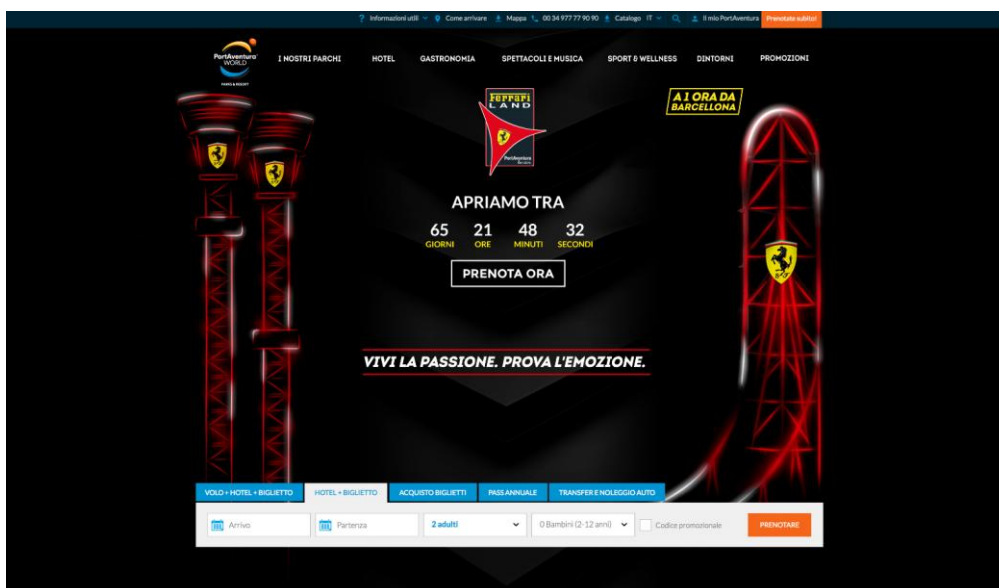 ? Informazioni utili Come arrivare Mappa 00 34 977 77 90 90 Catalogo IT Il mio PortAventura Prenotate subito!
PortAventura
WORLD
PARKS & RESORT
I NOSTRI PARCHI HOTEL GASTRONOMIA SPETTACOLI E MUSICA SPORT & WELLNESS DINTORNI PROMOZIONI
Ferrari
LAND
PortAventura
A 1 ORA DA
BARCELLONA
APRIAMO TRA
65 21 48 32
GIORNI ORE MINUTI SECONDI
PRENOTA ORA
VIVI LA PASSIONE. PROVA L'EMOZIONE.
VOLO + HOTEL + BIGLIETTO HOTEL + BIGLIETTO ACQUISTO BIGLIETTI PASS ANNUALE TRANSFER E NOLEGGIO AUTO
Arrivo Partenza 2 adulti 0 Bambini (2-12 anni) Codice promozionale PRENOTARE